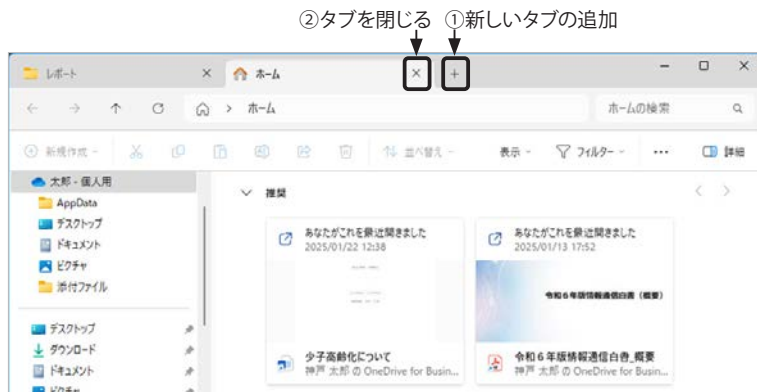 ②タブを閉じる ①新しいタブの追加
レポート × ホーム × +
ホーム ホームの検索
新規作成 並べ替え 表示 フィルター ... 詳細
太郎 - 個人用
AppData
デスクトップ
ドキュメント
ピクチャ
添付ファイル
デスクトップ
ダウンロード
ドキュメント
ピクチャ
推奨
あなたがこれを最近開きました
2025/01/22 12:38
少子高齢化について
神戸 太郎 の OneDrive for Busin...
あなたがこれを最近開きました
2025/01/13 17:52
令和6年版情報通信白書(概要)
令和6年版情報通信白書_概要
神戸 太郎 の OneDrive for Busin...